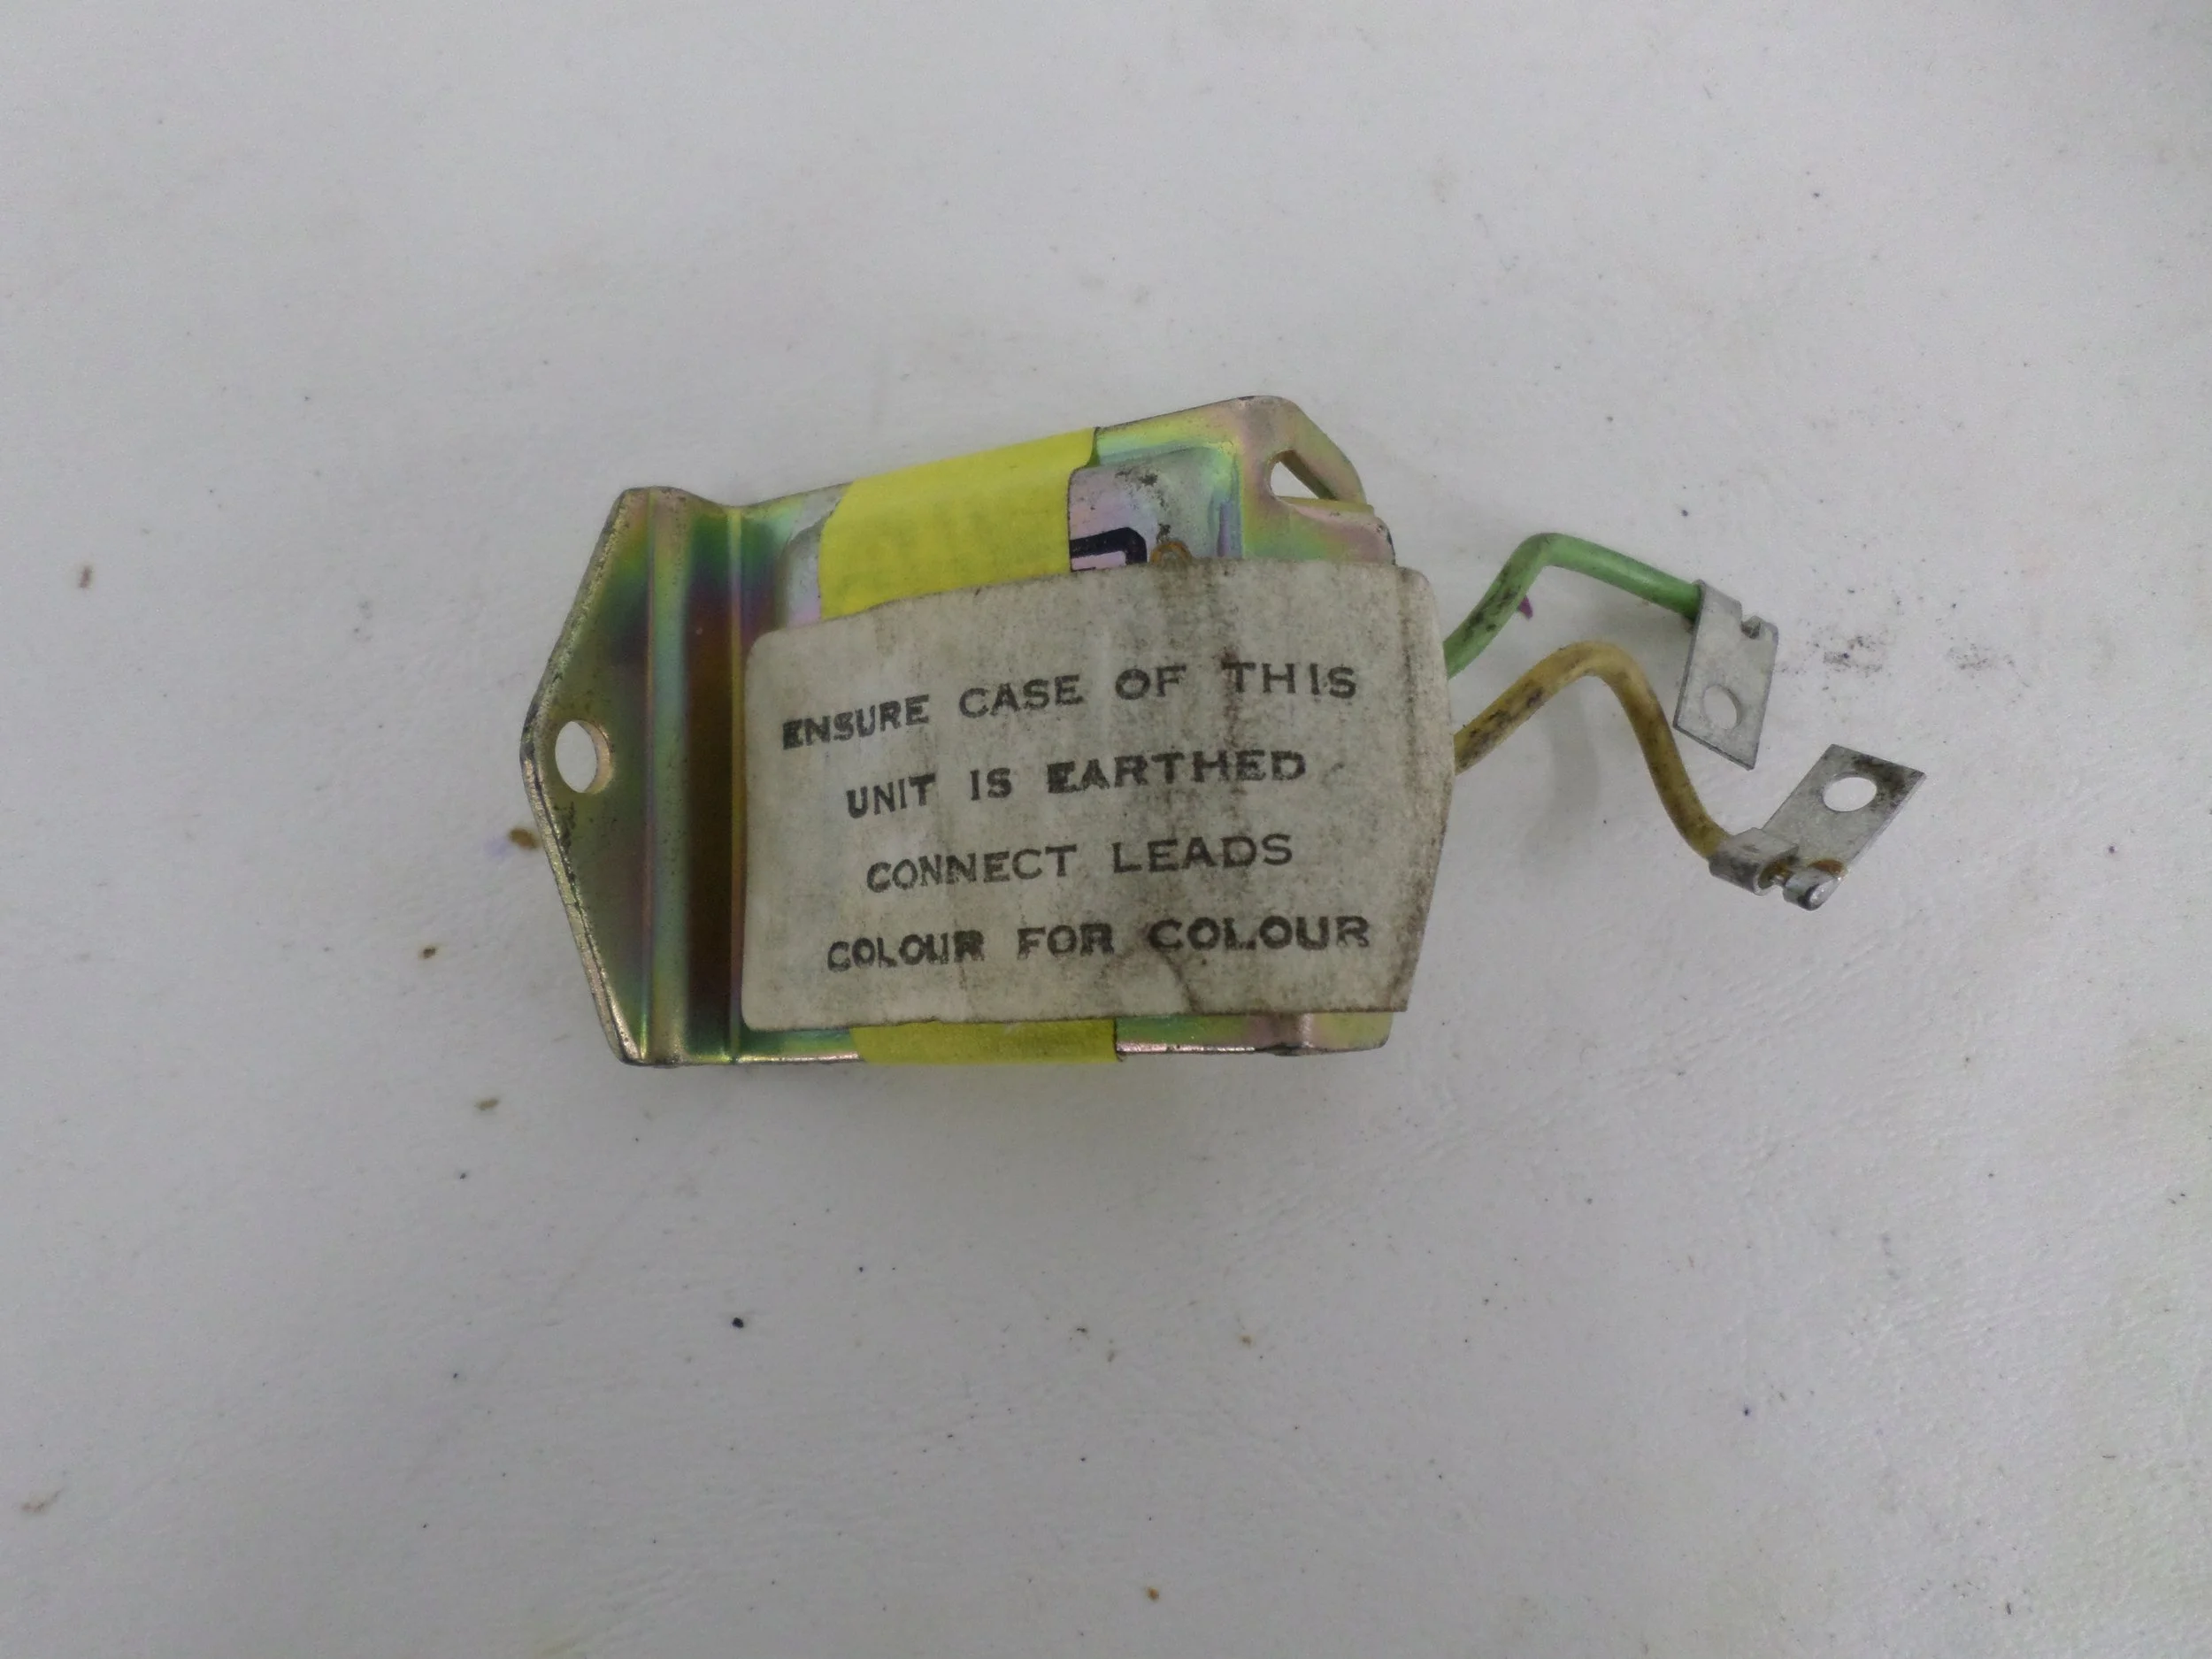 ENSURE CASE OF THIS
UNIT IS EARTHED
CONNECT LEADS
COLOUR FOR COLOUR